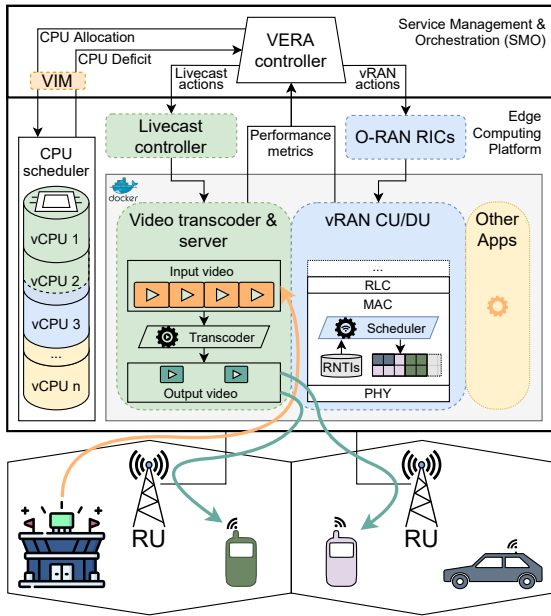 Service Management &
Orchestration (SMO)
CPU Allocation
CPU Deficit
VIM
VERA
controller
Livecast
actions
vRAN
actions
Edge
Computing
Platform
Livecast
controller
Performance
metrics
O-RAN RICs
CPU
scheduler
vCPU 1
vCPU 2
vCPU 3
...
vCPU n
docker
Video transcoder &
server
Input video
Transcoder
Output video
vRAN CU/DU
...
RLC
MAC
Scheduler
RNTIs
PHY
Other
Apps
RU
RU